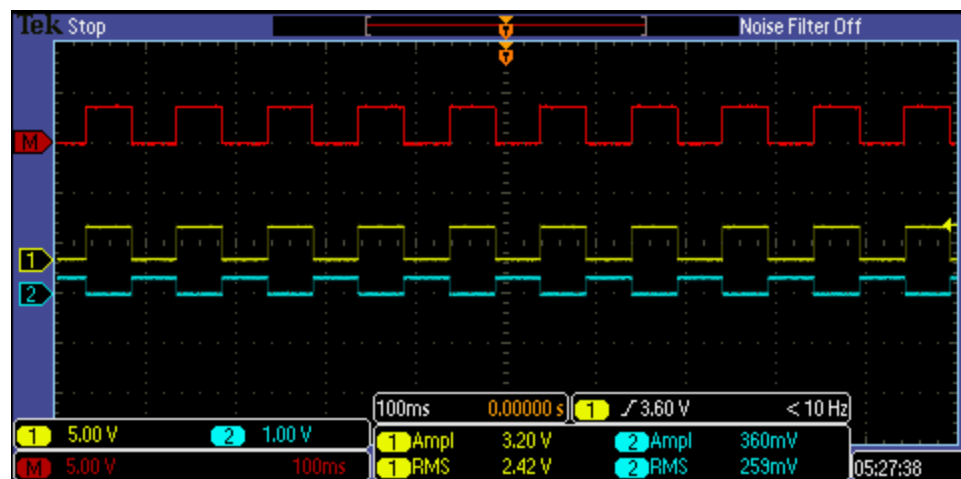 Tek Stop Noise Filter Off
T
T
M
1
2
100ms 0.00000 s 1 3.60 V < 10 Hz
1 5.00 V 2 1.00 V
1 Ampl 3.20 V 2 Ampl 360mV
M 5.00 V 100ms
1 RMS 2.42 V 2 RMS 259mV
05:27:38